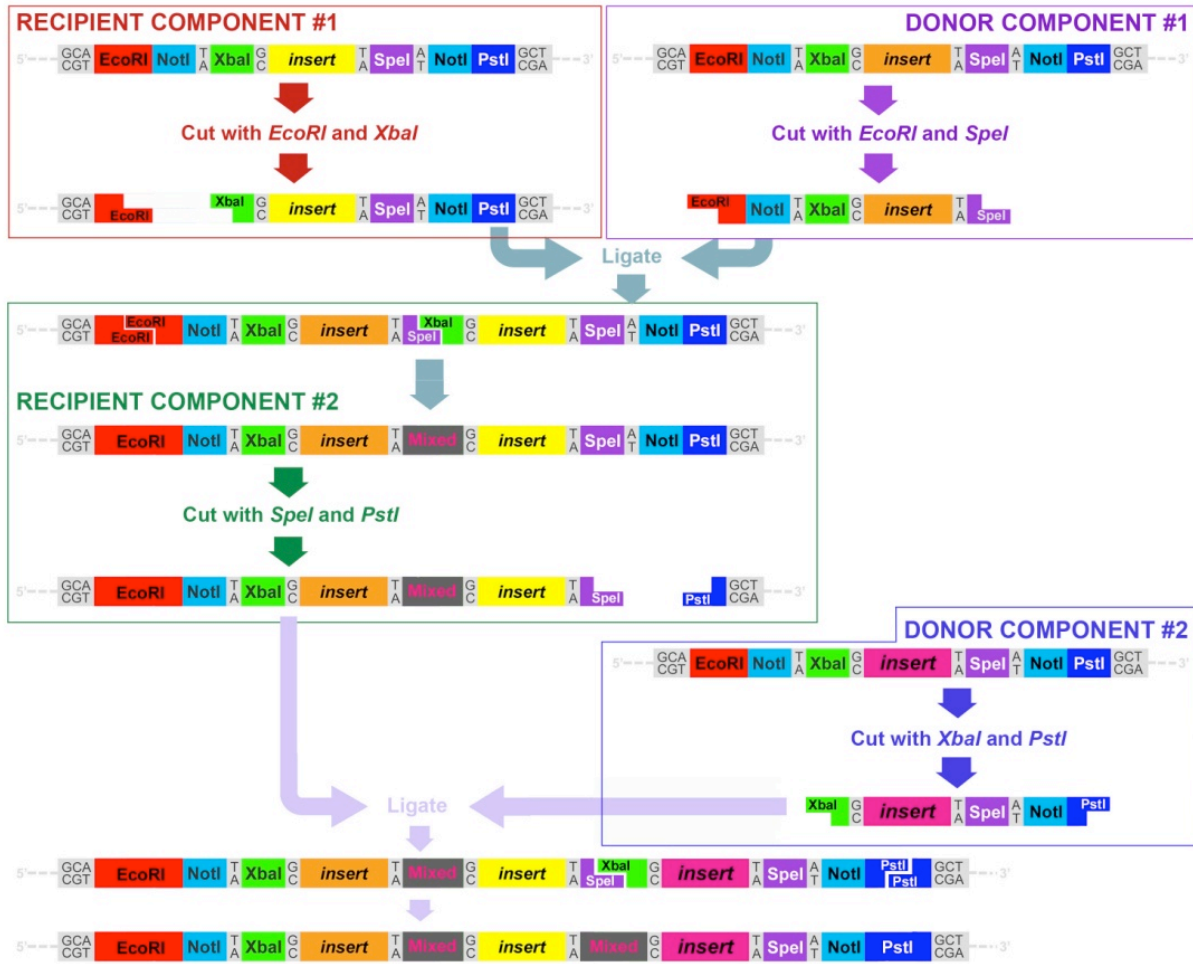 RECIPIENT COMPONENT #1
5' GCA CGT EcoRI NotI T A XbaI G C insert T A SpeI A T NotI PstI GCT CGA 3'
Cut with EcoRI and XbaI
5' GCA CGT EcoRI XbaI G C insert T A SpeI A T NotI PstI GCT CGA 3'
DONOR COMPONENT #1
5' GCA CGT EcoRI NotI T A XbaI G C insert T A SpeI A T NotI PstI GCT CGA 3'
Cut with EcoRI and SpeI
EcoRI NotI T A XbaI G C insert T A SpeI
Ligate
5' GCA CGT EcoRI EcoRI NotI T A XbaI G C insert T A SpeI XbaI G C insert T A SpeI A T NotI PstI GCT CGA 3'
RECIPIENT COMPONENT #2
5' GCA CGT EcoRI NotI T A XbaI G C insert T A Mixed G C insert T A SpeI A T NotI PstI GCT CGA 3'
Cut with SpeI and PstI
5' GCA CGT EcoRI NotI T A XbaI G C insert T A Mixed G C insert T A SpeI PstI GCT CGA 3'
DONOR COMPONENT #2
5' GCA CGT EcoRI NotI T A XbaI G C insert T A SpeI A T NotI PstI GCT CGA 3'
Cut with XbaI and PstI
XbaI G C insert T A SpeI A T NotI PstI
Ligate
5' GCA CGT EcoRI NotI T A XbaI G C insert T A Mixed G C insert T A SpeI XbaI G C insert T A SpeI A T NotI PstI PstI GCT CGA 3'
5' GCA CGT EcoRI NotI T A XbaI G C insert T A Mixed G C insert T A Mixed G C insert T A SpeI A T NotI PstI GCT CGA 3'